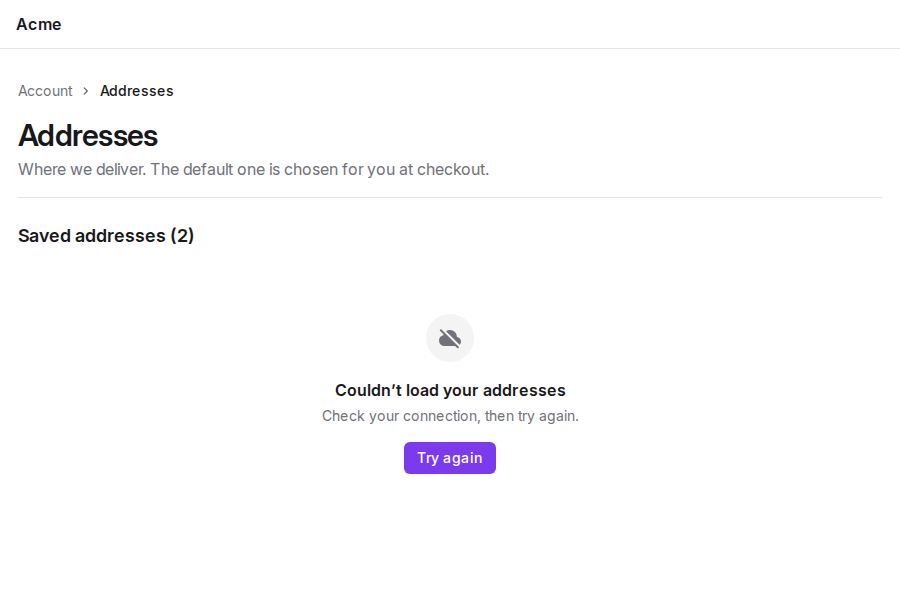 Acme
Account > Addresses
Addresses
Where we deliver. The default one is chosen for you at checkout.
Saved addresses (2)
Couldn’t load your addresses
Check your connection, then try again.
Try again